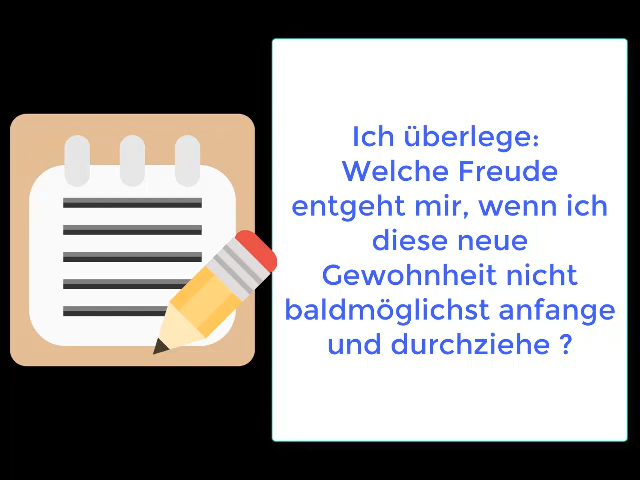 Ich überlege:
Welche Freude
entgeht mir, wenn ich
diese neue
Gewohnheit nicht
baldmöglichst anfange
und durchziehe ?